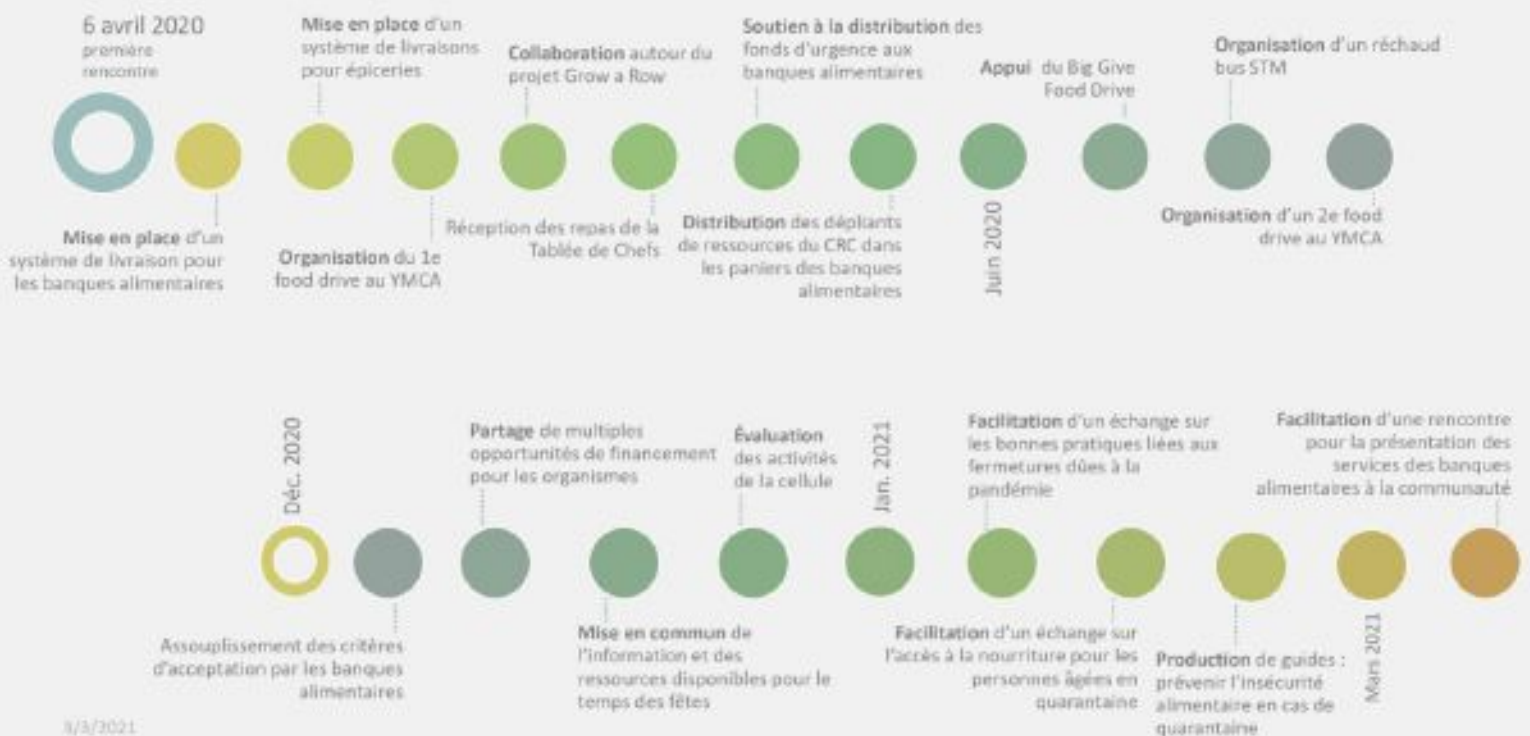 6 avril 2020
première
rencontre
Mise en place d'un
système de livraison pour
les banques alimentaires
Mise en place d'un
système de livraisons
pour épiceries
Organisation du 1e
food drive au YMCA
Collaboration autour du
projet Grow a Row
Réception des repas de la
Tablée de Chefs
Soutien à la distribution des
fonds d'urgence aux
banques alimentaires
Distribution des dépliants
de ressources du CRC dans
les paniers des banques
alimentaires
Juin 2020
Appui du Big Give
Food Drive
Organisation d'un réchaud
bus STM
Organisation d'un 2e food
drive au YMCA
Déc. 2020
Assouplissement des critères
d'acceptation par les banques
alimentaires
Partage de multiples
opportunités de financement
pour les organismes
Mise en commun de
l'information et des
ressources disponibles pour le
temps des fêtes
Évaluation
des activités
de la cellule
Jan. 2021
Facilitation d'un échange sur
les bonnes pratiques liées aux
fermetures dûes à la
pandémie
Facilitation d'un échange sur
l'accès à la nourriture pour les
personnes âgées en
quarantaine
Production de guides :
prévenir l'insécurité
alimentaire en cas de
quarantaine
Mars 2021
Facilitation d'une rencontre
pour la présentation des
services des banques
alimentaires à la communauté
3/3/2021